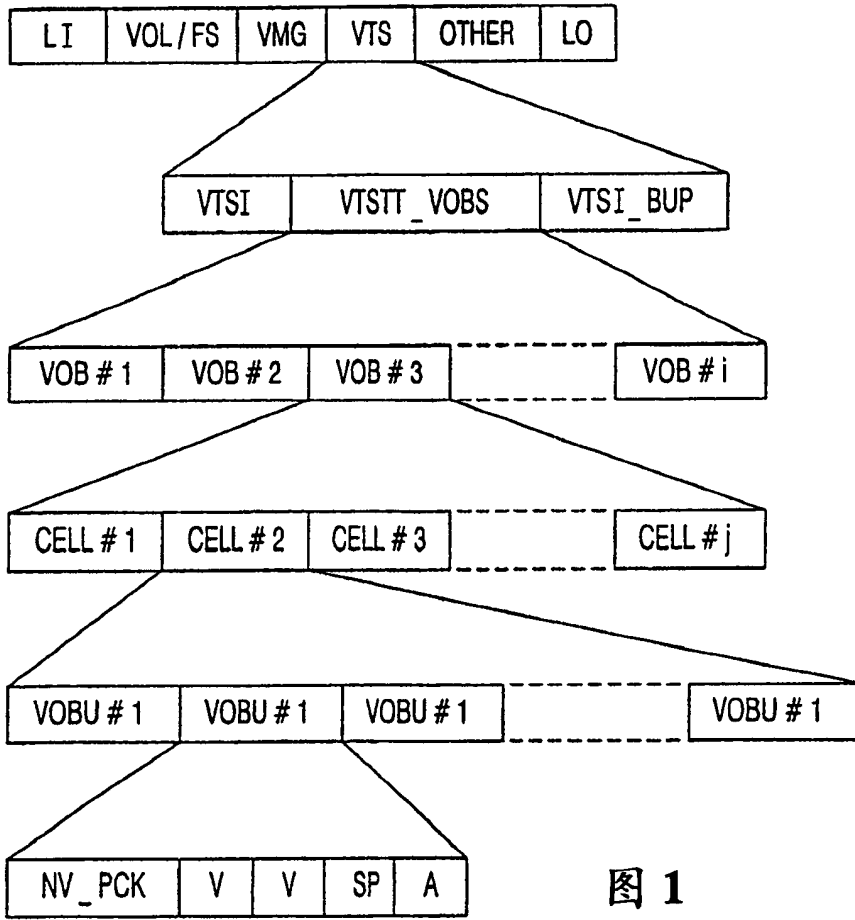 LI VOL/FS VMG VTS OTHER LO
VTSI VTSTT_VOBS VTSI_BUP
VOB#1 VOB#2 VOB#3 VOB#i
CELL#1 CELL#2 CELL#3 CELL#j
VOBU#1 VOBU#1 VOBU#1 VOBU#1
NV_PCK V V SP A
图 1